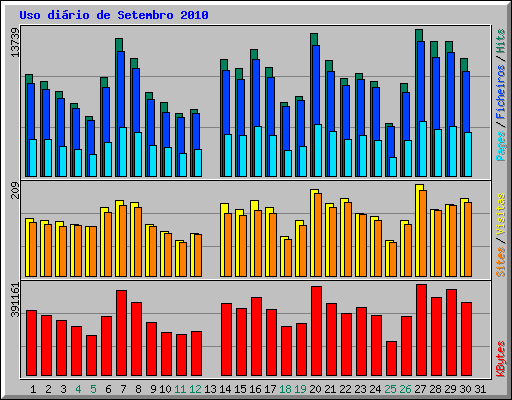 Uso diário de Setembro 2010
13739
Pages / Ficheiros / Hits
209
Sites / Visitas
391161
KBytes
1 2 3 4 5 6 7 8 9 10 11 12 13 14 15 16 17 18 19 20 21 22 23 24 25 26 27 28 29 30 31